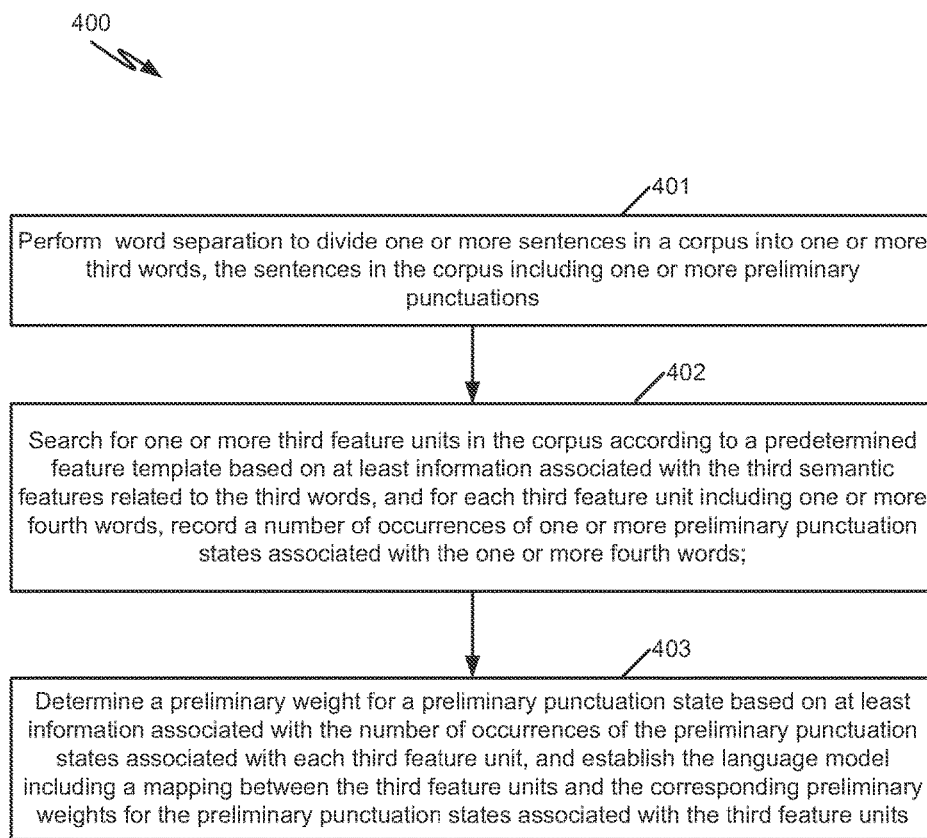 400
401
Perform word separation to divide one or more sentences in a corpus into one or more
third words, the sentences in the corpus including one or more preliminary
punctuations
402
Search for one or more third feature units in the corpus according to a predetermined
feature template based on at least information associated with the third semantic
features related to the third words, and for each third feature unit including one or more
fourth words, record a number of occurrences of one or more preliminary punctuation
states associated with the one or more fourth words;
403
Determine a preliminary weight for a preliminary punctuation state based on at least
information associated with the number of occurrences of the preliminary punctuation
states associated with each third feature unit, and establish the language model
including a mapping between the third feature units and the corresponding preliminary
weights for the preliminary punctuation states associated with the third feature units